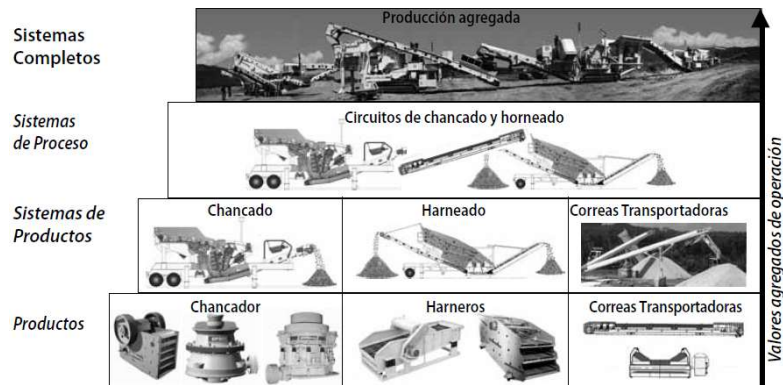 Producción agregada
Sistemas
Completos
Sistemas
de Proceso
Circuitos de chancado y horneado
Sistemas de
Productos
Chancado
Harneado
Correas Transportadoras
Productos
Chancador
Harneros
Correas Transportadoras
Valores agregados de operación